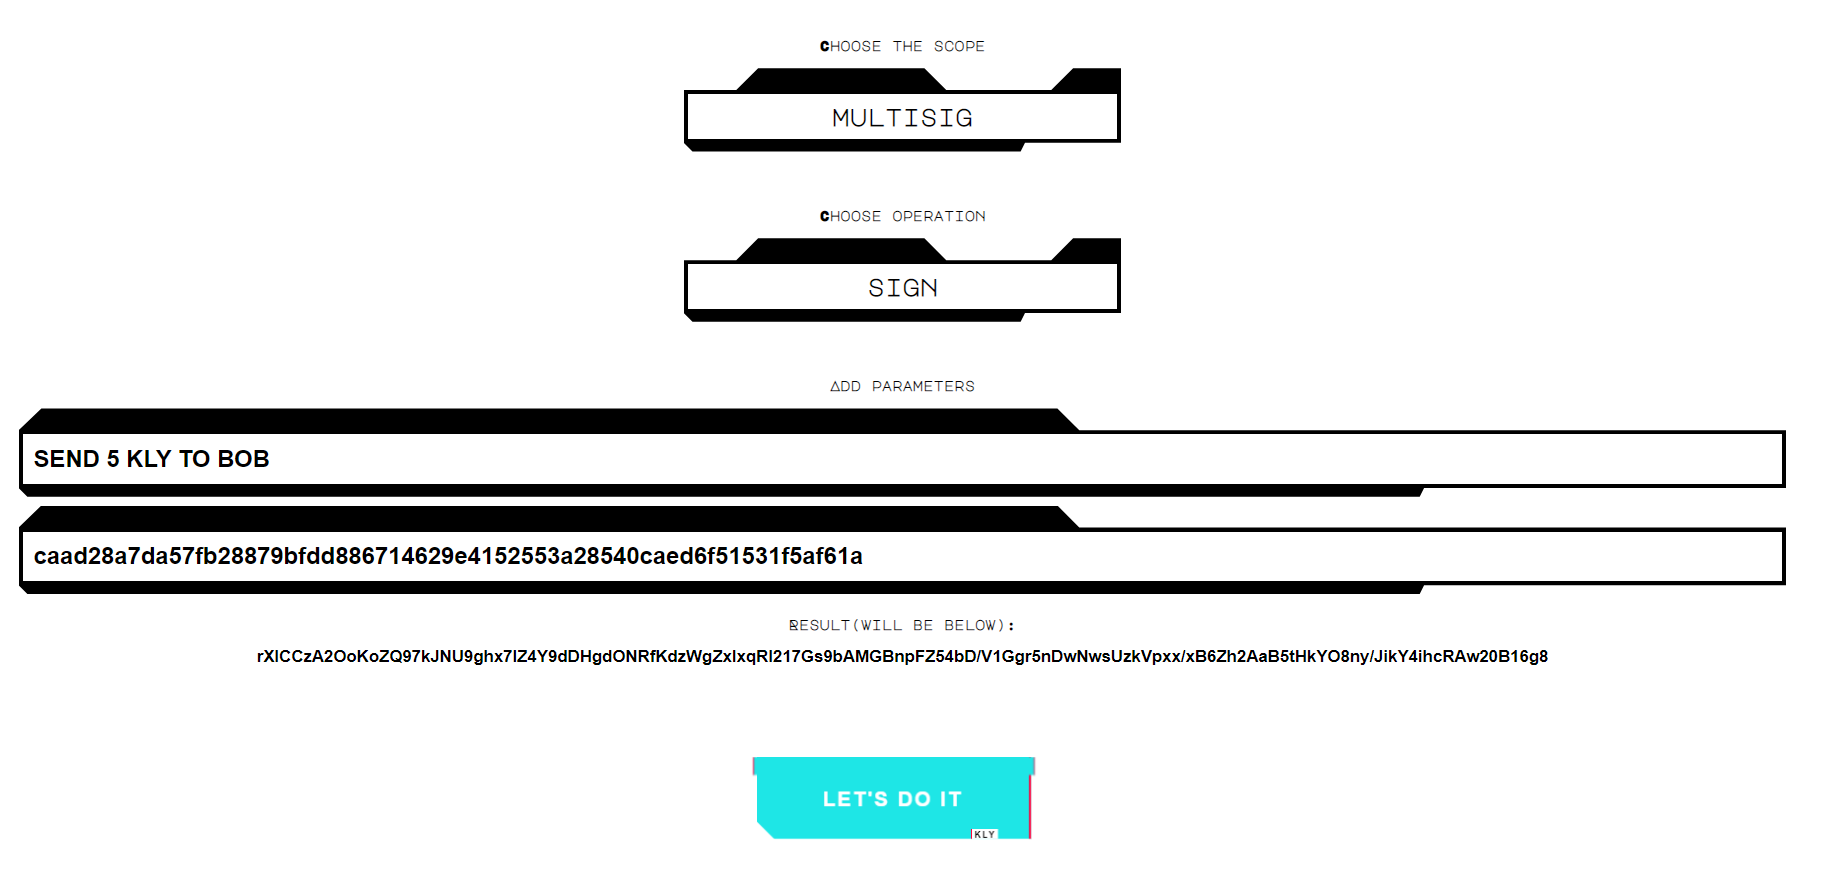 CHOOSE THE SCOPE
MULTISIG
CHOOSE OPERATION
SIGN
ADD PARAMETERS
SEND 5 KLY TO BOB
caad28a7da57fb28879bfdd886714629e4152553a28540caed6f51531f5af61a
RESULT(WILL BE BELOW):
rXICCzA2OoKoZQ97kJNU9ghx7IZ4Y9dDHgdONRfKdzWgZxIxqRI217Gs9bAMGBnpFZ54bD/V1Ggr5nDwNwsUzkVpxx/xB6Zh2AaB5tHkYO8ny/JikY4ihcRAw20B16g8
LET'S DO IT
KLY